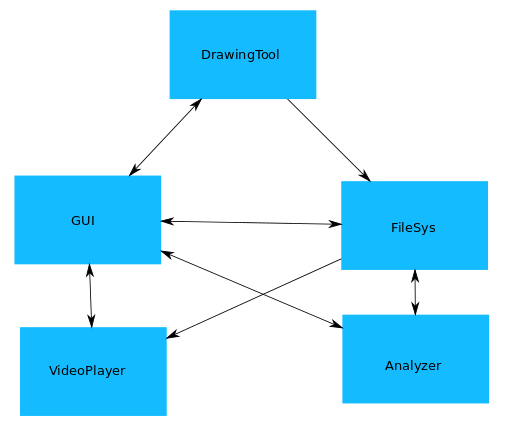 DrawingTool
GUI
FileSys
VideoPlayer
Analyzer